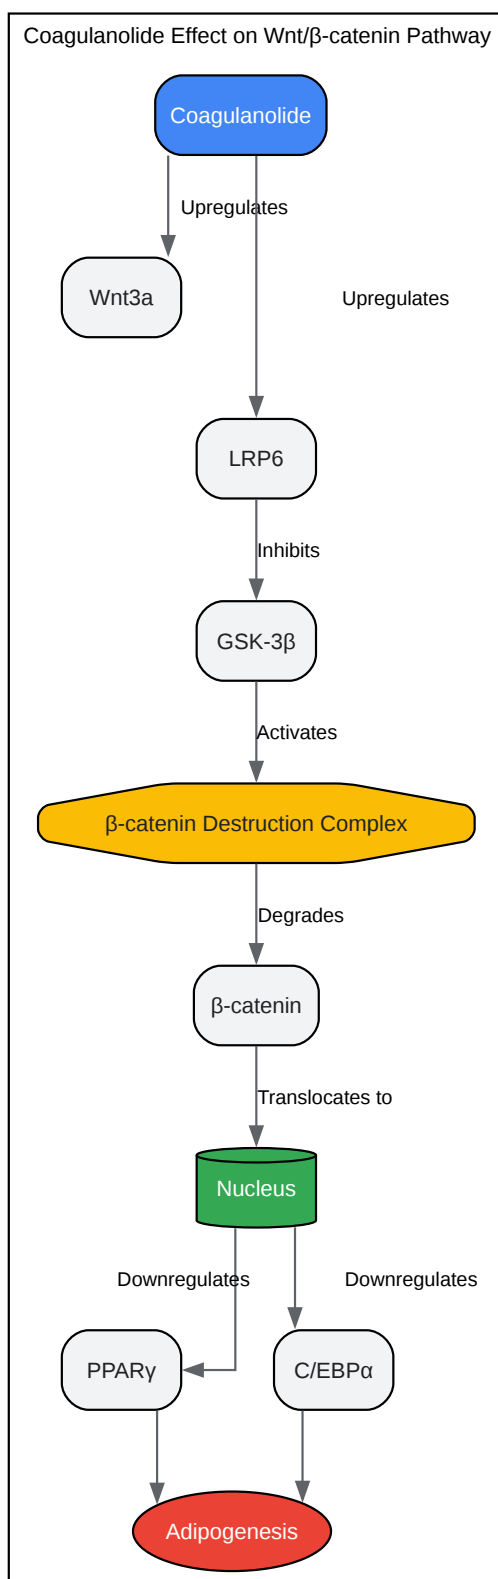 Coagulanolide Effect on Wnt/β-catenin Pathway
Coagulanolide
Upregulates
Wnt3a
Upregulates
LRP6
Inhibits
GSK-3β
Activates
β-catenin Destruction Complex
Degrades
β-catenin
Translocates to
Nucleus
Downregulates
Downregulates
PPARγ
C/EBPα
Adipogenesis